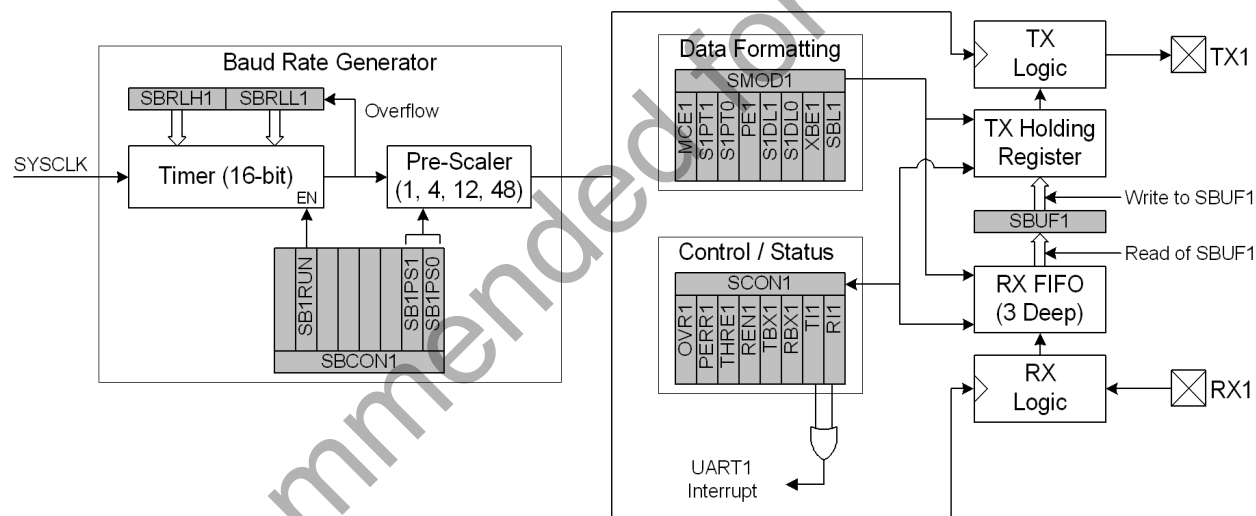 Baud Rate Generator
SBRLH1
SBRLL1
Overflow
SYSCLK
Timer (16-bit)
EN
Pre-Scaler
(1, 4, 12, 48)
SB1RUN
SB1PS1
SB1PS0
SBCON1
Data Formatting
SMOD1
MCE1
S1PT1
S1PT0
PE1
S1DL1
S1DL0
XBE1
SBL1
Control / Status
SCON1
OVR1
PERR1
THRE1
REN1
TBX1
RBX1
TI1
RI1
UART1
Interrupt
TX
Logic
TX1
TX Holding
Register
Write to SBUF1
SBUF1
Read of SBUF1
RX FIFO
(3 Deep)
RX
Logic
RX1
mmended for